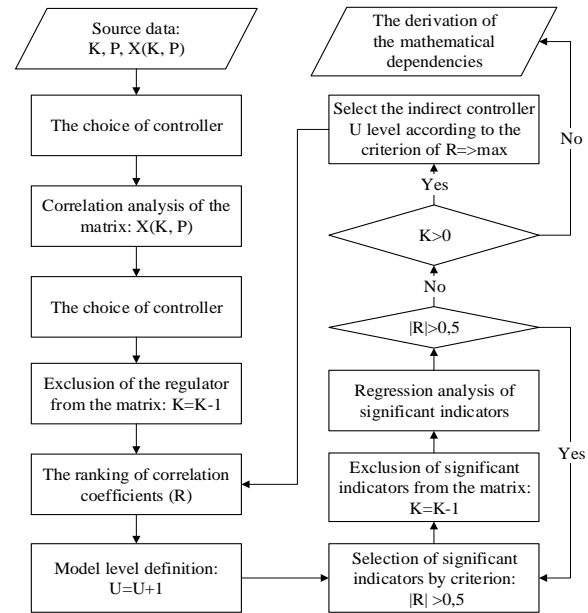 Source data:
K, P, X(K, P)
The choice of controller
Correlation analysis of the
matrix: X(K, P)
The choice of controller
Exclusion of the regulator
from the matrix: K=K-1
The ranking of correlation
coefficients (R)
Model level definition:
U=U+1
The derivation of
the mathematical
dependencies
Select the indirect controller
U level according to the
criterion of R=>max
No
Yes
K>0
No
|R|>0,5
Regression analysis of
significant indicators
Yes
Exclusion of significant
indicators from the matrix:
K=K-1
Selection of significant
indicators by criterion:
|R| >0,5